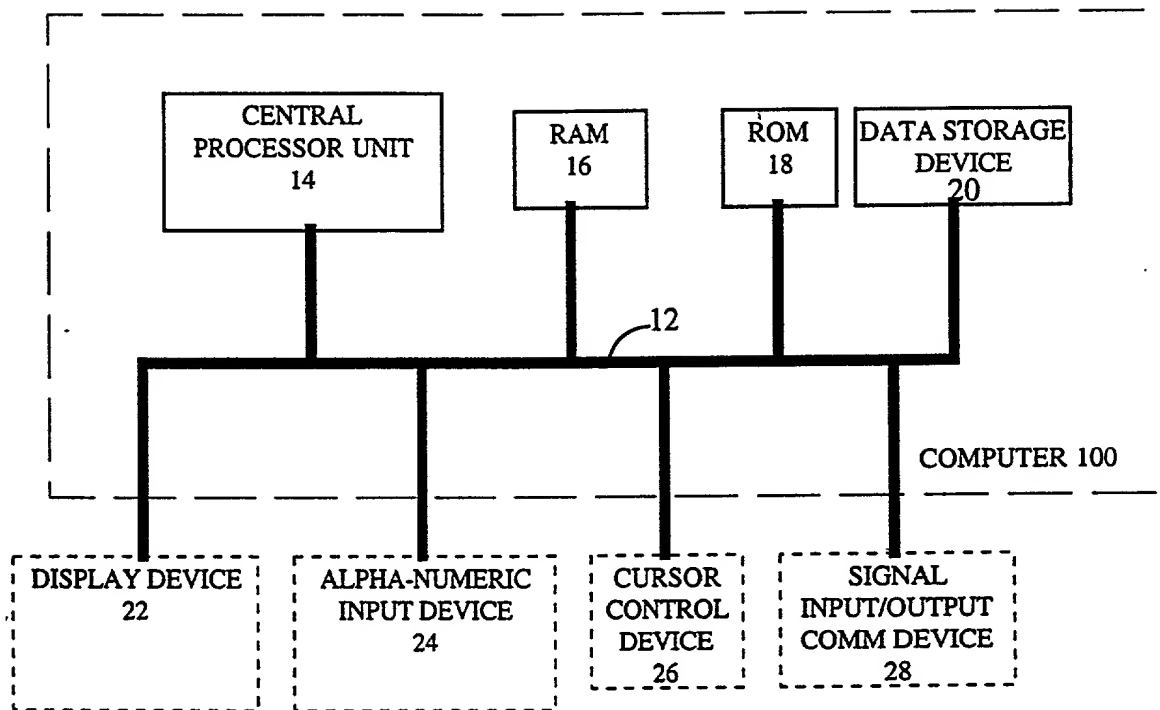 CENTRAL
PROCESSOR UNIT
14
RAM
16
ROM
18
DATA STORAGE
DEVICE
20
12
COMPUTER 100
DISPLAY DEVICE
22
ALPHA-NUMERIC
INPUT DEVICE
24
CURSOR
CONTROL
DEVICE
26
SIGNAL
INPUT/OUTPUT
COMM DEVICE
28